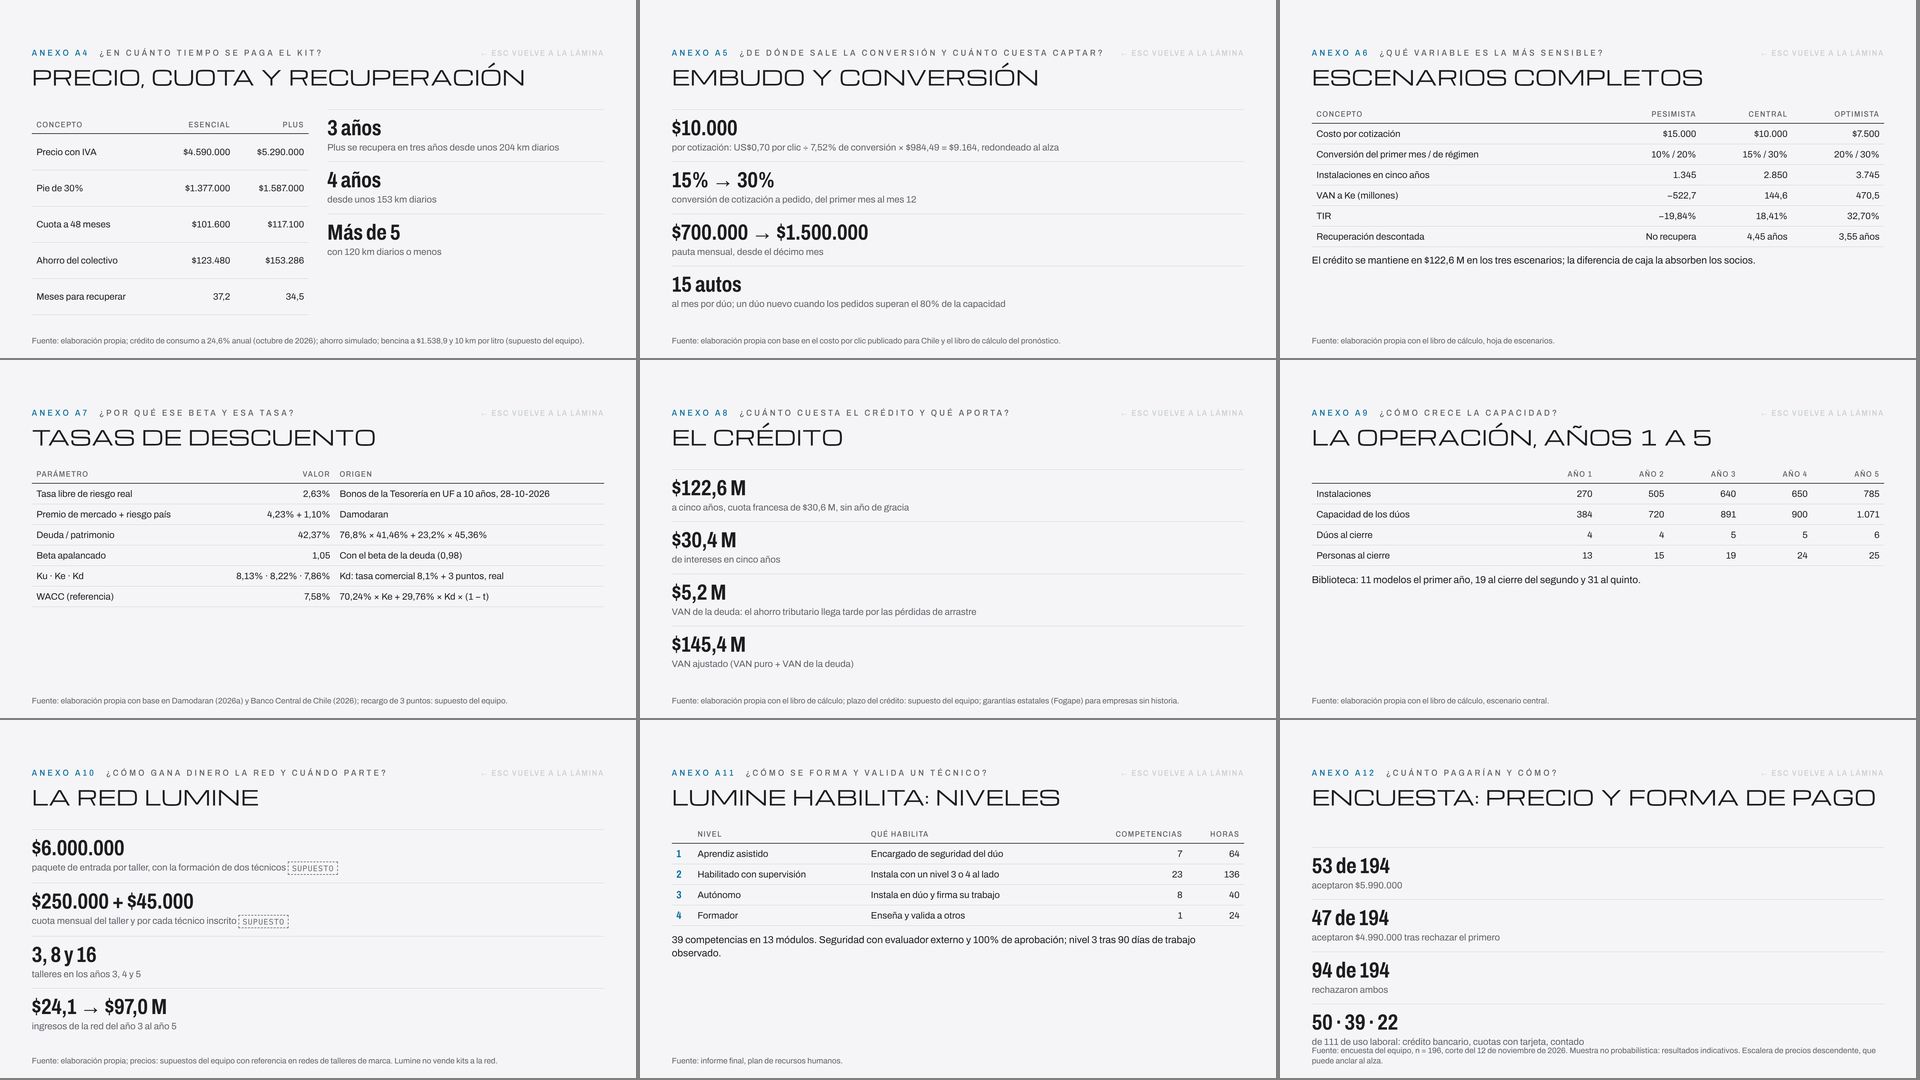 ANEXO A4 ¿EN CUÁNTO TIEMPO SE PAGA EL KIT? ← ESC VUELVE A LA LÁMINA
PRECIO, CUOTA Y RECUPERACIÓN
CONCEPTO ESENCIAL PLUS
Precio con IVA $4.590.000 $5.290.000
Pie de 30% $1.377.000 $1.587.000
Cuota a 48 meses $101.600 $117.100
Ahorro del colectivo $123.480 $153.286
Meses para recuperar 37,2 34,5
3 años
Plus se recupera en tres años desde unos 204 km diarios
4 años
desde unos 153 km diarios
Más de 5
con 120 km diarios o menos
Fuente: elaboración propia; crédito de consumo a 24,6% anual (octubre de 2026); ahorro simulado; bencina a $1.538,9 y 10 km por litro (supuesto del equipo).
ANEXO A5 ¿DE DÓNDE SALE LA CONVERSIÓN Y CUÁNTO CUESTA CAPTAR? ← ESC VUELVE A LA LÁMINA
EMBUDO Y CONVERSIÓN
$10.000
por cotización: US$0,70 por clic ÷ 7,52% de conversión × $984,49 = $9.164, redondeado al alza
15% → 30%
conversión de cotización a pedido, del primer mes al mes 12
$700.000 → $1.500.000
pauta mensual, desde el décimo mes
15 autos
al mes por dúo; un dúo nuevo cuando los pedidos superan el 80% de la capacidad
Fuente: elaboración propia con base en el costo por clic publicado para Chile y el libro de cálculo del pronóstico.
ANEXO A6 ¿QUÉ VARIABLE ES LA MÁS SENSIBLE? ← ESC VUELVE A LA LÁMINA
ESCENARIOS COMPLETOS
CONCEPTO PESIMISTA CENTRAL OPTIMISTA
Costo por cotización $15.000 $10.000 $7.500
Conversión del primer mes / de régimen 10% / 20% 15% / 30% 20% / 30%
Instalaciones en cinco años 1.345 2.850 3.745
VAN a Ke (millones) −522,7 144,6 470,5
TIR −19,84% 18,41% 32,70%
Recuperación descontada No recupera 4,45 años 3,55 años
El crédito se mantiene en $122,6 M en los tres escenarios; la diferencia de caja la absorben los socios.
Fuente: elaboración propia con el libro de cálculo, hoja de escenarios.
ANEXO A7 ¿POR QUÉ ESE BETA Y ESA TASA? ← ESC VUELVE A LA LÁMINA
TASAS DE DESCUENTO
PARÁMETRO VALOR ORIGEN
Tasa libre de riesgo real 2,63% Bonos de la Tesorería en UF a 10 años, 28-10-2026
Premio de mercado + riesgo país 4,23% + 1,10% Damodaran
Deuda / patrimonio 42,37% 76,8% × 41,46% + 23,2% × 45,36%
Beta apalancado 1,05 Con el beta de la deuda (0,98)
Ku · Ke · Kd 8,13% · 8,22% · 7,86% Kd: tasa comercial 8,1% + 3 puntos, real
WACC (referencia) 7,58% 70,24% × Ke + 29,76% × Kd × (1 − t)
Fuente: elaboración propia con base en Damodaran (2026a) y Banco Central de Chile (2026); recargo de 3 puntos: supuesto del equipo.
ANEXO A8 ¿CUÁNTO CUESTA EL CRÉDITO Y QUÉ APORTA? ← ESC VUELVE A LA LÁMINA
EL CRÉDITO
$122,6 M
a cinco años, cuota francesa de $30,6 M, sin año de gracia
$30,4 M
de intereses en cinco años
$5,2 M
VAN de la deuda: el ahorro tributario llega tarde por las pérdidas de arrastre
$145,4 M
VAN ajustado (VAN puro + VAN de la deuda)
Fuente: elaboración propia con el libro de cálculo; plazo del crédito: supuesto del equipo; garantías estatales (Fogape) para empresas sin historia.
ANEXO A9 ¿CÓMO CRECE LA CAPACIDAD? ← ESC VUELVE A LA LÁMINA
LA OPERACIÓN, AÑOS 1 A 5
AÑO 1 AÑO 2 AÑO 3 AÑO 4 AÑO 5
Instalaciones 270 505 640 650 785
Capacidad de los dúos 384 720 891 900 1.071
Dúos al cierre 4 4 5 5 6
Personas al cierre 13 15 19 24 25
Biblioteca: 11 modelos el primer año, 19 al cierre del segundo y 31 al quinto.
Fuente: elaboración propia con el libro de cálculo, escenario central.
ANEXO A10 ¿CÓMO GANA DINERO LA RED Y CUÁNDO PARTE? ← ESC VUELVE A LA LÁMINA
LA RED LUMINE
$6.000.000
paquete de entrada por taller, con la formación de dos técnicos SUPUESTO
$250.000 + $45.000
cuota mensual del taller y por cada técnico inscrito SUPUESTO
3, 8 y 16
talleres en los años 3, 4 y 5
$24,1 → $97,0 M
ingresos de la red del año 3 al año 5
Fuente: elaboración propia; precios: supuestos del equipo con referencia en redes de talleres de marca. Lumine no vende kits a la red.
ANEXO A11 ¿CÓMO SE FORMA Y VALIDA UN TÉCNICO? ← ESC VUELVE A LA LÁMINA
LUMINE HABILITA: NIVELES
NIVEL QUÉ HABILITA COMPETENCIAS HORAS
1 Aprendiz asistido Encargado de seguridad del dúo 7 64
2 Habilitado con supervisión Instala con un nivel 3 o 4 al lado 23 136
3 Autónomo Instala en dúo y firma su trabajo 8 40
4 Formador Enseña y valida a otros 1 24
39 competencias en 13 módulos. Seguridad con evaluador externo y 100% de aprobación; nivel 3 tras 90 días de trabajo
observado.
Fuente: informe final, plan de recursos humanos.
ANEXO A12 ¿CUÁNTO PAGARÍAN Y CÓMO? ← ESC VUELVE A LA LÁMINA
ENCUESTA: PRECIO Y FORMA DE PAGO
53 de 194
aceptaron $5.990.000
47 de 194
aceptaron $4.990.000 tras rechazar el primero
94 de 194
rechazaron ambos
50 · 39 · 22
de 111 de uso laboral: crédito bancario, cuotas con tarjeta, contado
Fuente: encuesta del equipo, n = 196, corte del 12 de noviembre de 2026. Muestra no probabilística: resultados indicativos. Escalera de precios descendente, que
puede anclar al alza.